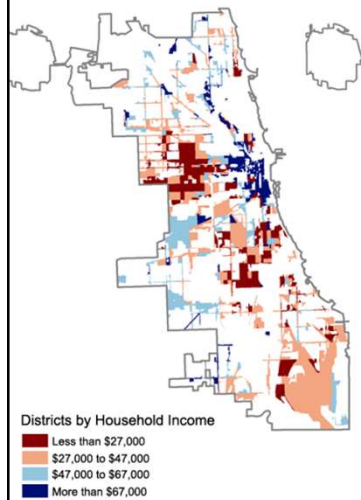 Districts by Household Income
Less than $27,000
$27,000 to $47,000
$47,000 to $67,000
More than $67,000